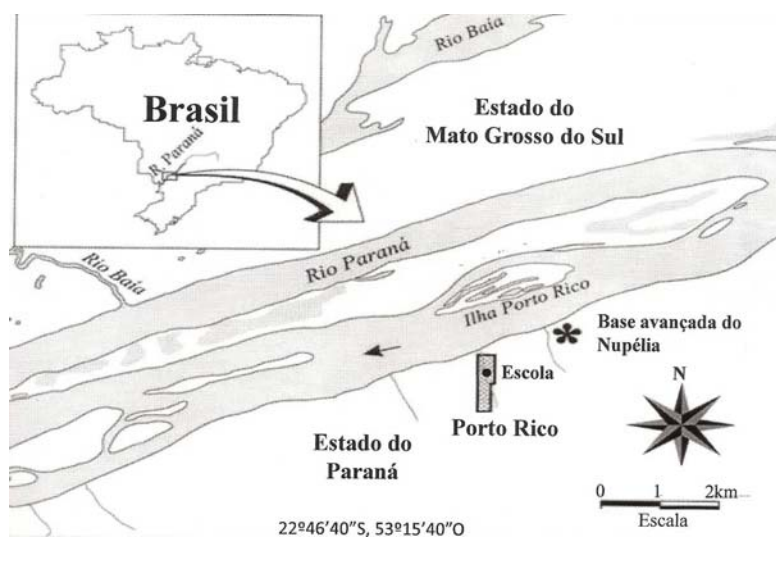 Brasil
R. Paraná
Rio Baía
Estado do
Mato Grosso do Sul
Rio Baía
Rio Paraná
Ilha Porto Rico
Base avançada do
Nupélia
Escola
N
Porto Rico
Estado do
Paraná
0 1 2km
Escala
22º46’40”S, 53º15’40”O